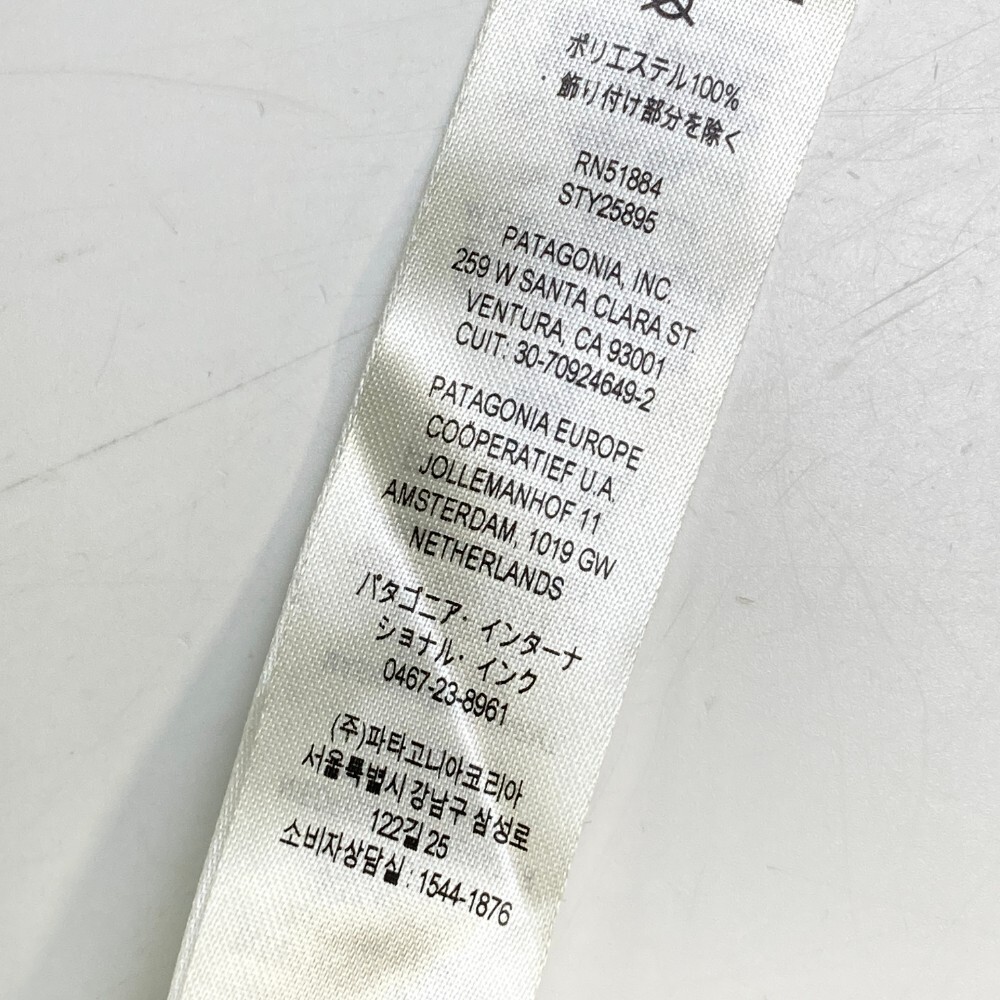 ポリエステル100%
・飾り付け部分を除く
RN51884
STY25895
PATAGONIA, INC.
259 W SANTA CLARA ST.
VENTURA, CA 93001
CUIT: 30-70924649-2
PATAGONIA EUROPE
COOPERATIEF U.A.
JOLLEMANHOF 11
AMSTERDAM, 1019 GW
NETHERLANDS
パタゴニア・インターナ
ショナル・インク
0467-23-8961
(주)파타고니아코리아
서울특별시 강남구 삼성로
122길 25
소비자상담실 : 1544-1876